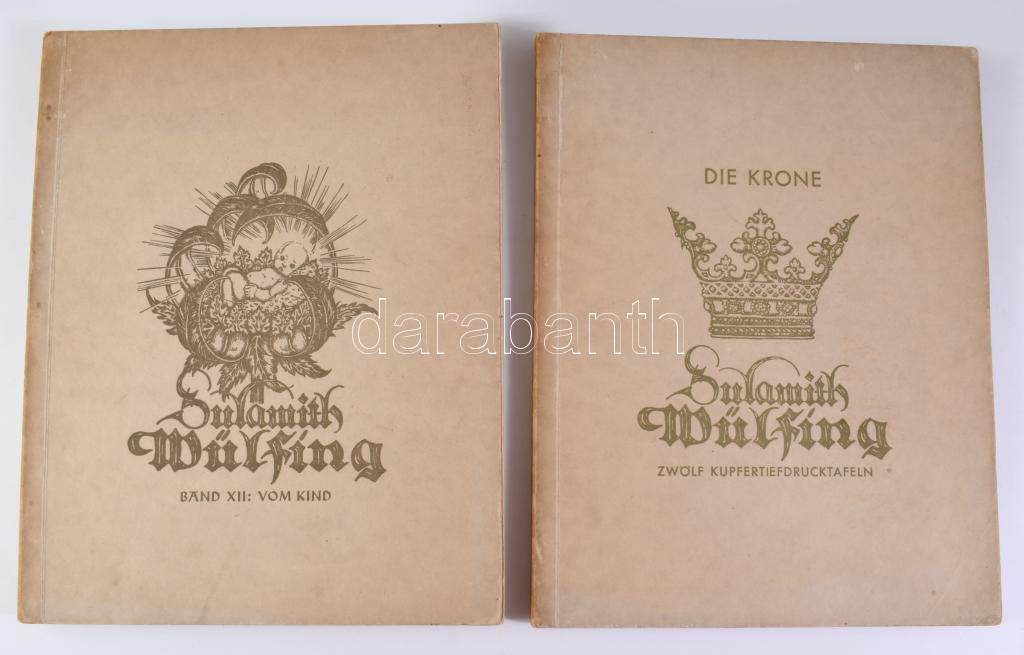 Sulamith
Wülfing
BAND XII: VOM KIND
DIE KRONE
Sulamith
Wülfing
ZWÖLF KUPFERTIEFDRUCKTAFELN
darabanth